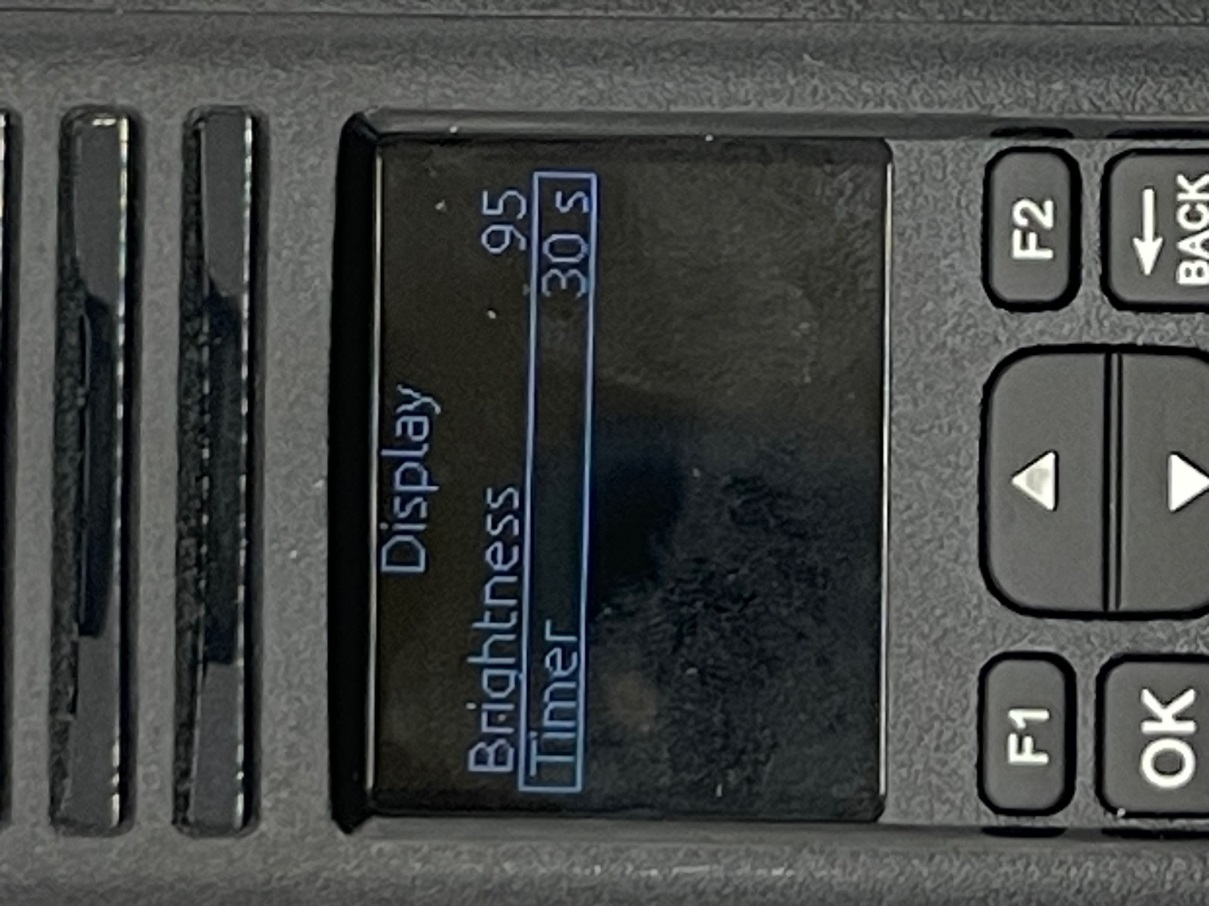 Display
Brightness 95
Timer 30 s
F1
F2
OK
BACK